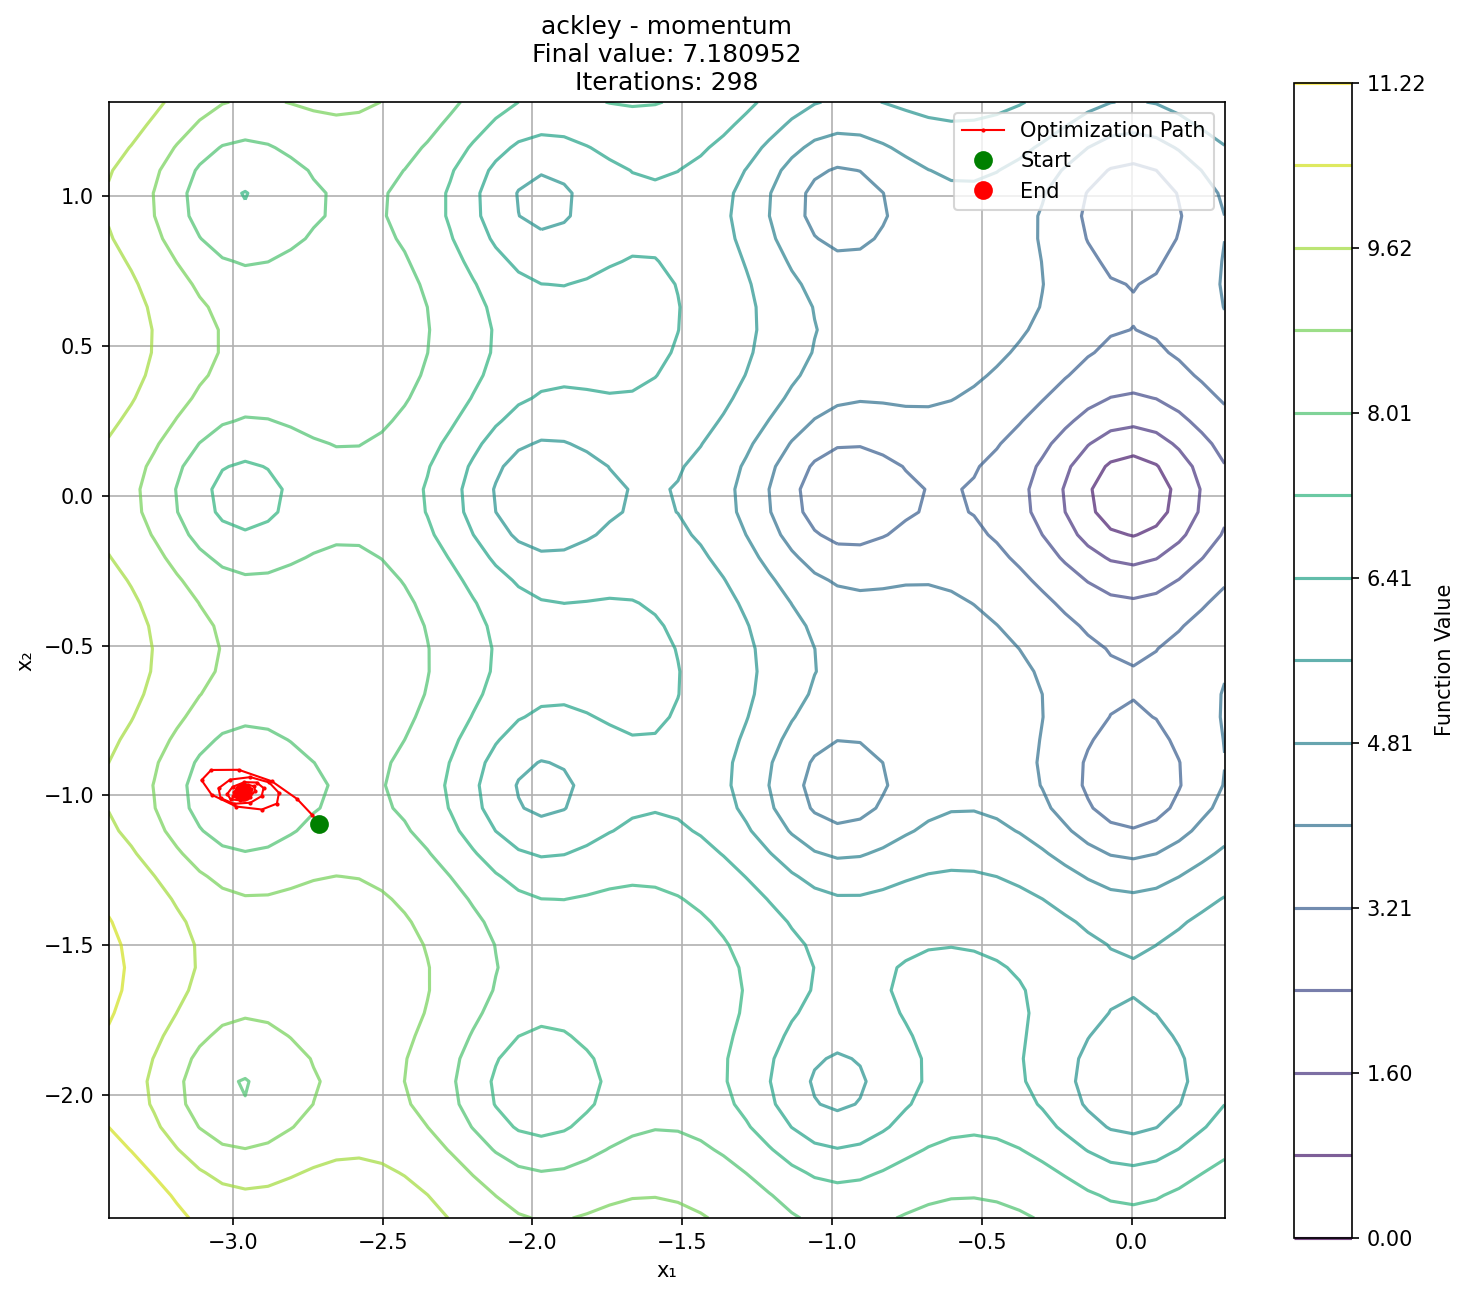 ackley - momentum
Final value: 7.180952
Iterations: 298
Optimization Path
Start
End
1.0
0.5
0.0
−0.5
−1.0
−1.5
−2.0
x₂
−3.0
−2.5
−2.0
−1.5
−1.0
−0.5
0.0
x₁
11.22
9.62
8.01
6.41
4.81
3.21
1.60
0.00
Function Value